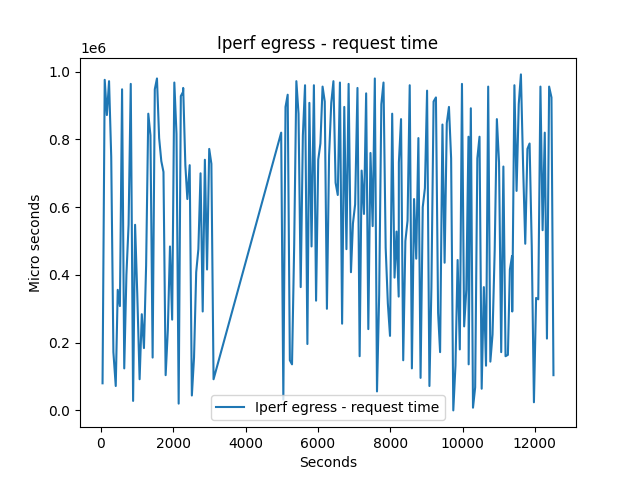 Iperf egress - request time
1e6
1.0
0.8
0.6
0.4
0.2
0.0
Micro seconds
Iperf egress - request time
0 2000 4000 6000 8000 10000 12000
Seconds